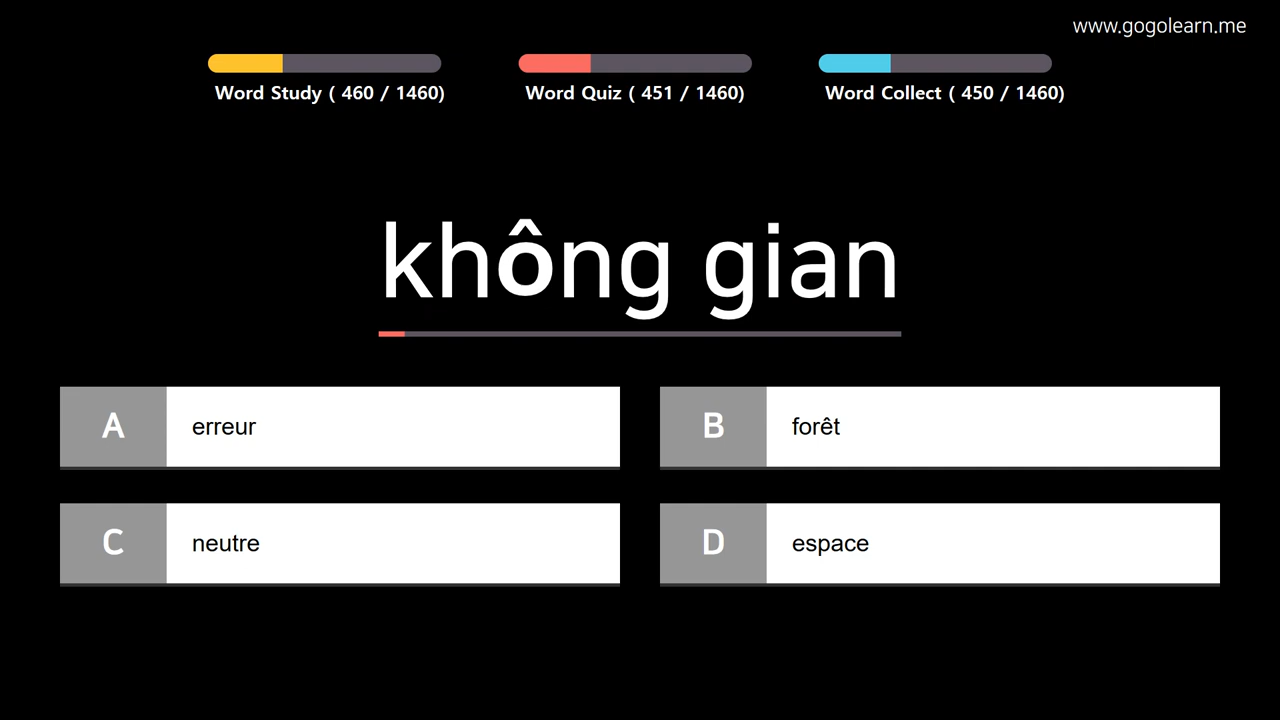 www.gogolearn.me
Word Study ( 460 / 1460)
Word Quiz ( 451 / 1460)
Word Collect ( 450 / 1460)
không gian
A erreur
B forêt
C neutre
D espace